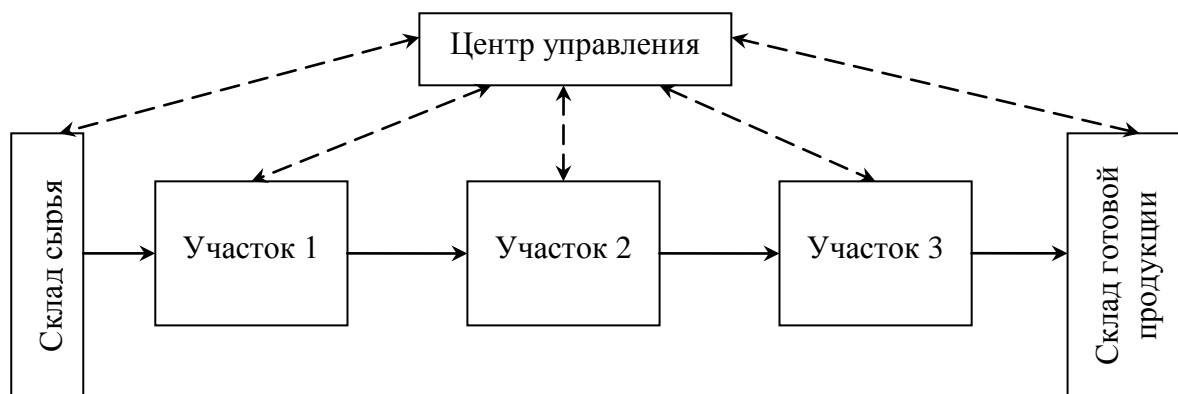 Центр управления
Склад сырья
Участок 1
Участок 2
Участок 3
Склад готовой
продукции